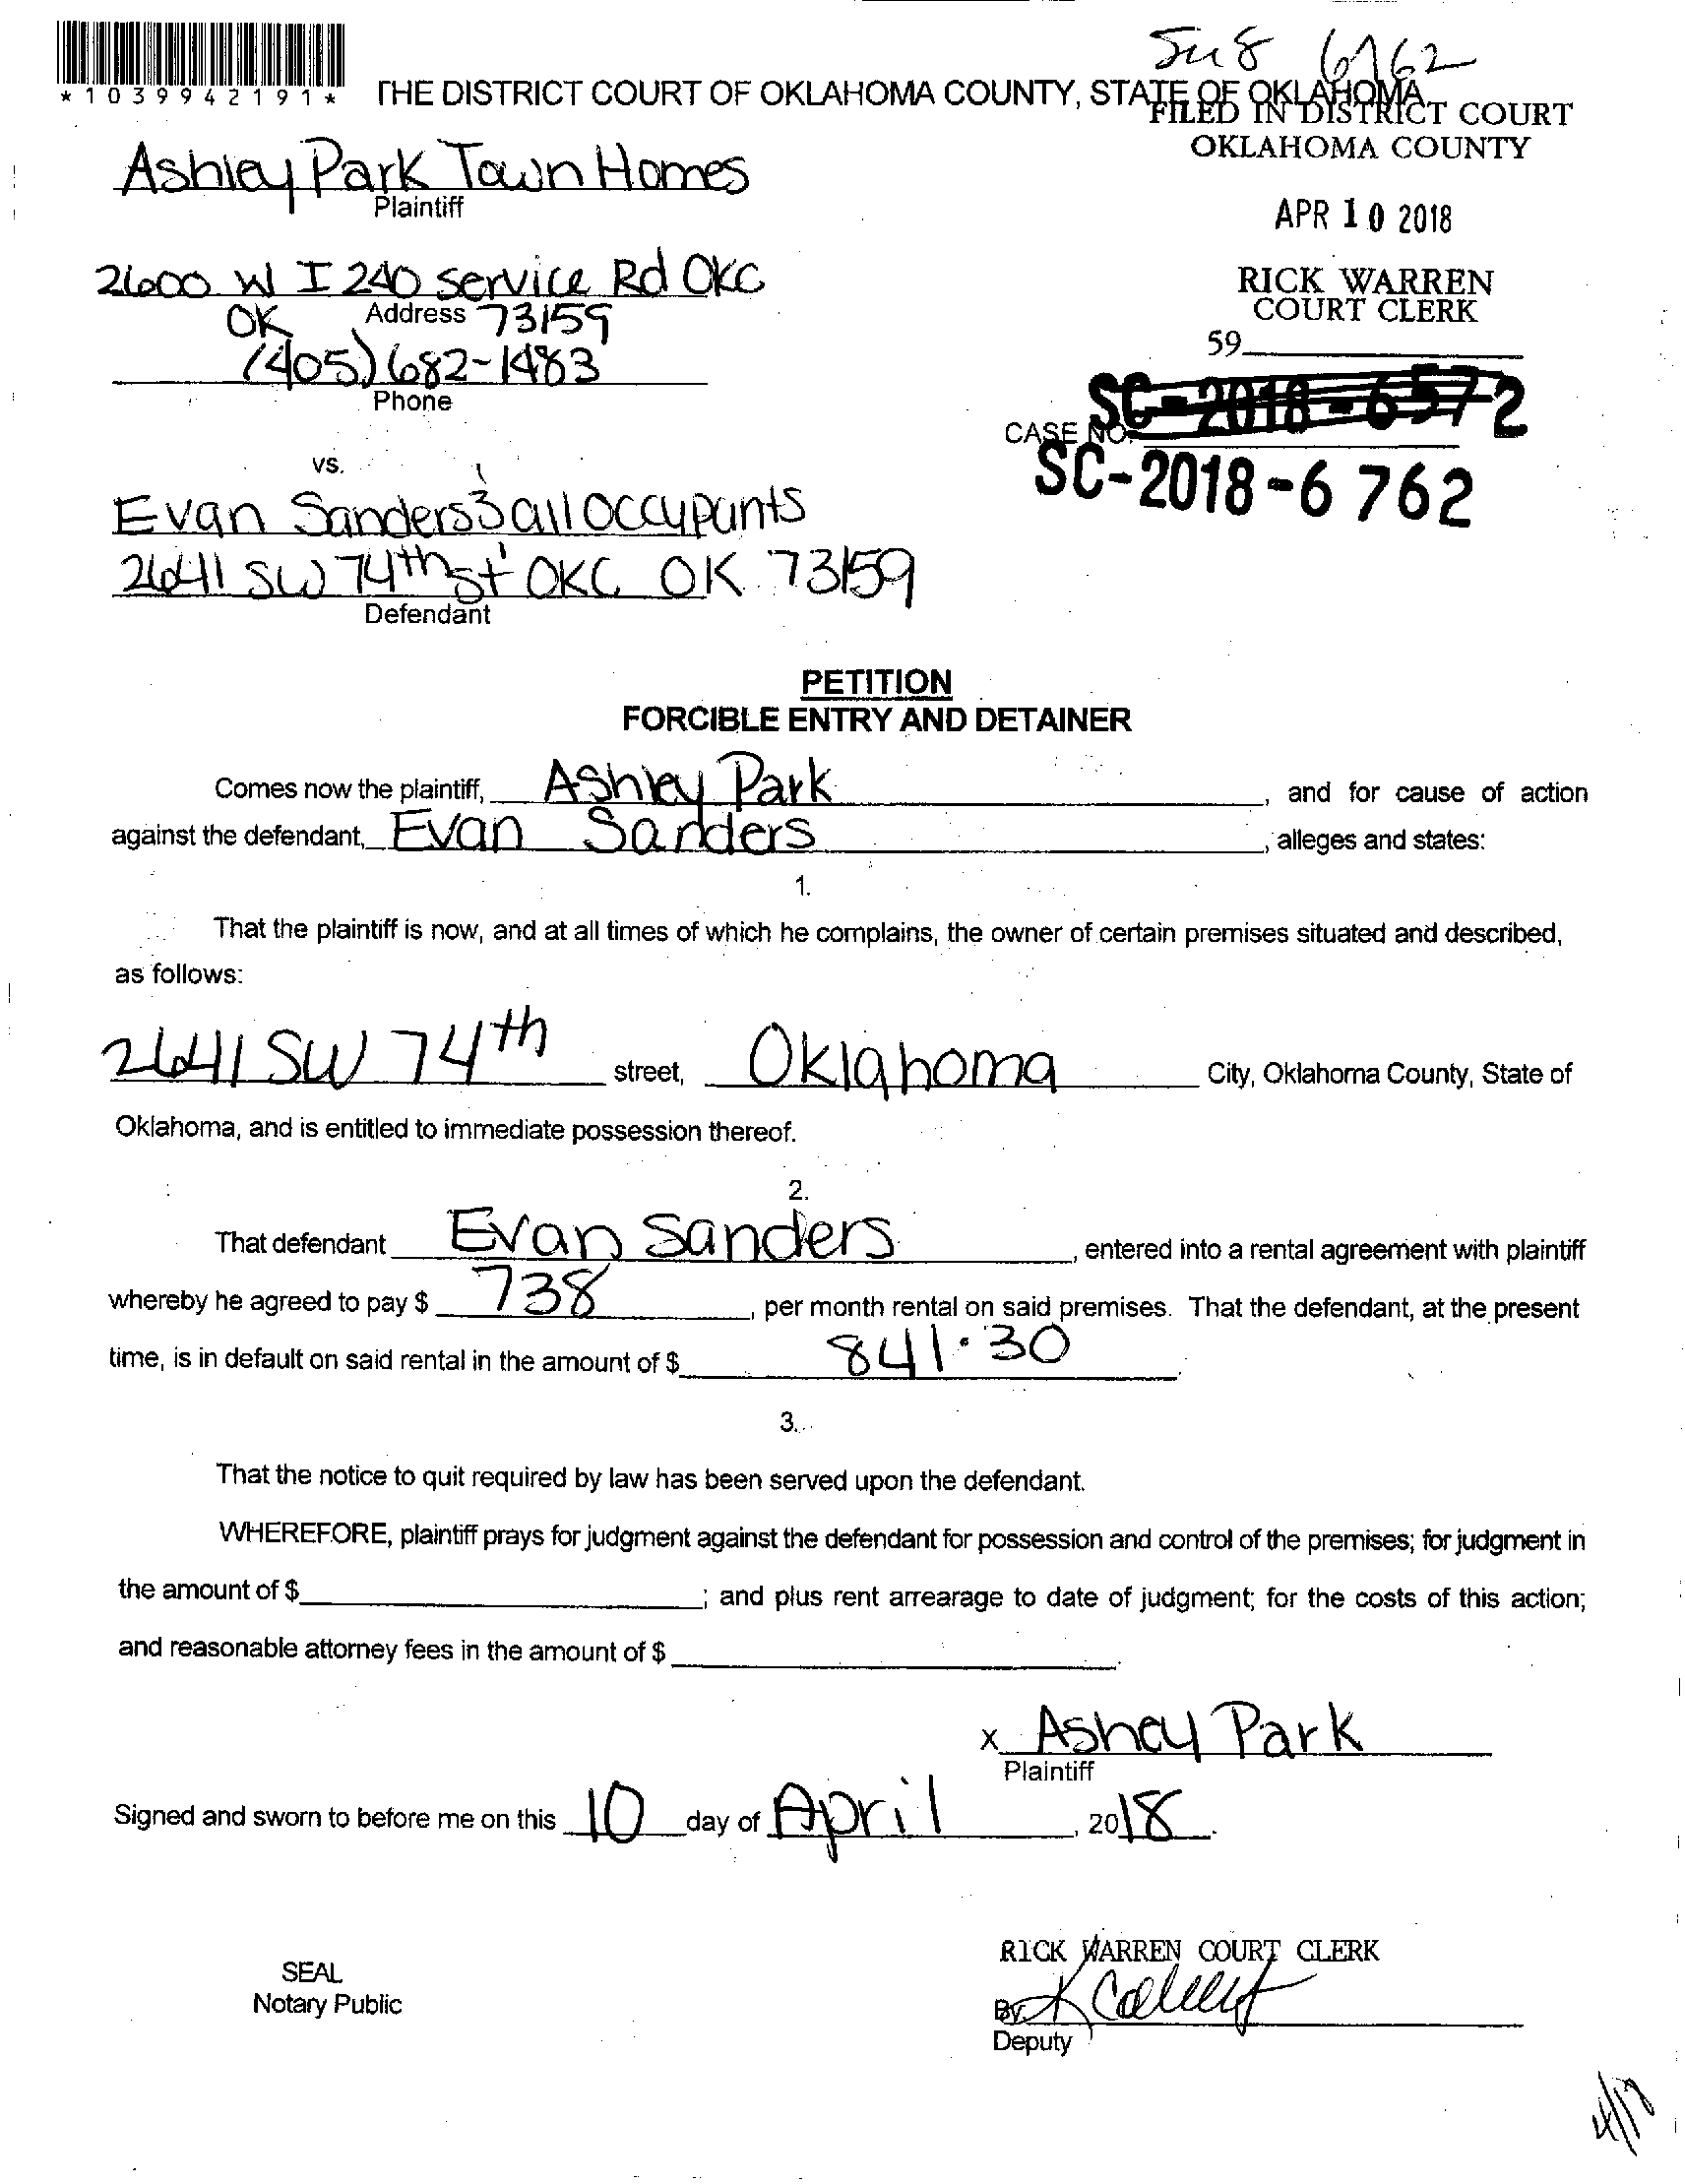 6762
*1039942191*
THE DISTRICT COURT OF OKLAHOMA COUNTY, STATE OF OKLAHOMA
FILED IN DISTRICT COURT
OKLAHOMA COUNTY
Ashley Park Town Homes
Plaintiff
APR 10 2018
2600 W I 240 service Rd OKC
OK 73159
Address
RICK WARREN
COURT CLERK
59
(405) 682-1483
Phone
SC-2018-6572
CASE NO.
SC-2018-6762
vs.
Evan Sanders & all occupants
2641 SW 74th st OKC OK 73159
Defendant
PETITION
FORCIBLE ENTRY AND DETAINER
Comes now the plaintiff, Ashley Park, and for cause of action
against the defendant, Evan Sanders, alleges and states:
1.
That the plaintiff is now, and at all times of which he complains, the owner of certain premises situated and described,
as follows:
2641 SW 74th street, Oklahoma City, Oklahoma County, State of
Oklahoma, and is entitled to immediate possession thereof.
2.
That defendant Evan Sanders, entered into a rental agreement with plaintiff
whereby he agreed to pay $ 738, per month rental on said premises. That the defendant, at the present
time, is in default on said rental in the amount of $ 841.30.
3.
That the notice to quit required by law has been served upon the defendant.
WHEREFORE, plaintiff prays for judgment against the defendant for possession and control of the premises; for judgment in
the amount of $ ; and plus rent arrearage to date of judgment; for the costs of this action;
and reasonable attorney fees in the amount of $ .
x Ashey Park
Plaintiff
Signed and sworn to before me on this 10 day of April, 2018.
RICK WARREN COURT CLERK
SEAL
Notary Public
By
Deputy